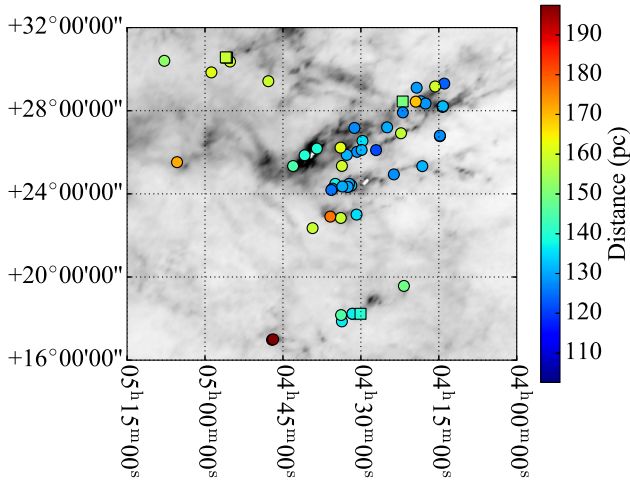 +32°00'00"
+28°00'00"
+24°00'00"
+20°00'00"
+16°00'00"
05ʰ15ᵐ00ˢ
05ʰ00ᵐ00ˢ
04ʰ45ᵐ00ˢ
04ʰ30ᵐ00ˢ
04ʰ15ᵐ00ˢ
04ʰ00ᵐ00ˢ
190
180
170
160
150
140
130
120
110
Distance (pc)